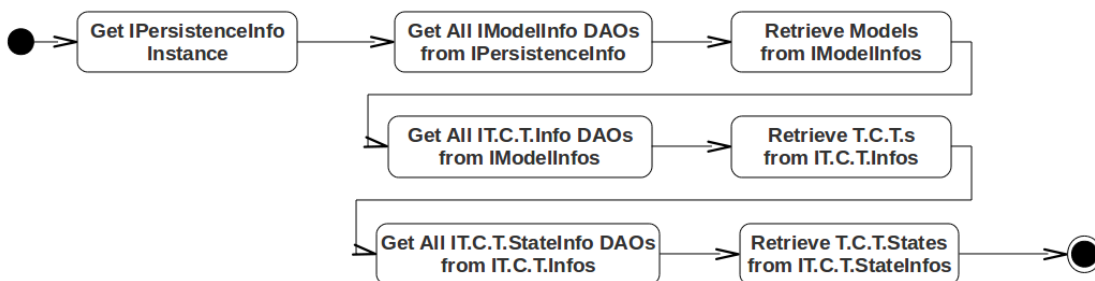 Get IPersistenceInfo
Instance
Get All IModelInfo DAOs
from IPersistenceInfo
Retrieve Models
from IModelInfos
Get All IT.C.T.Info DAOs
from IModelInfos
Retrieve T.C.T.s
from IT.C.T.Infos
Get All IT.C.T.StateInfo DAOs
from IT.C.T.Infos
Retrieve T.C.T.States
from IT.C.T.StateInfos